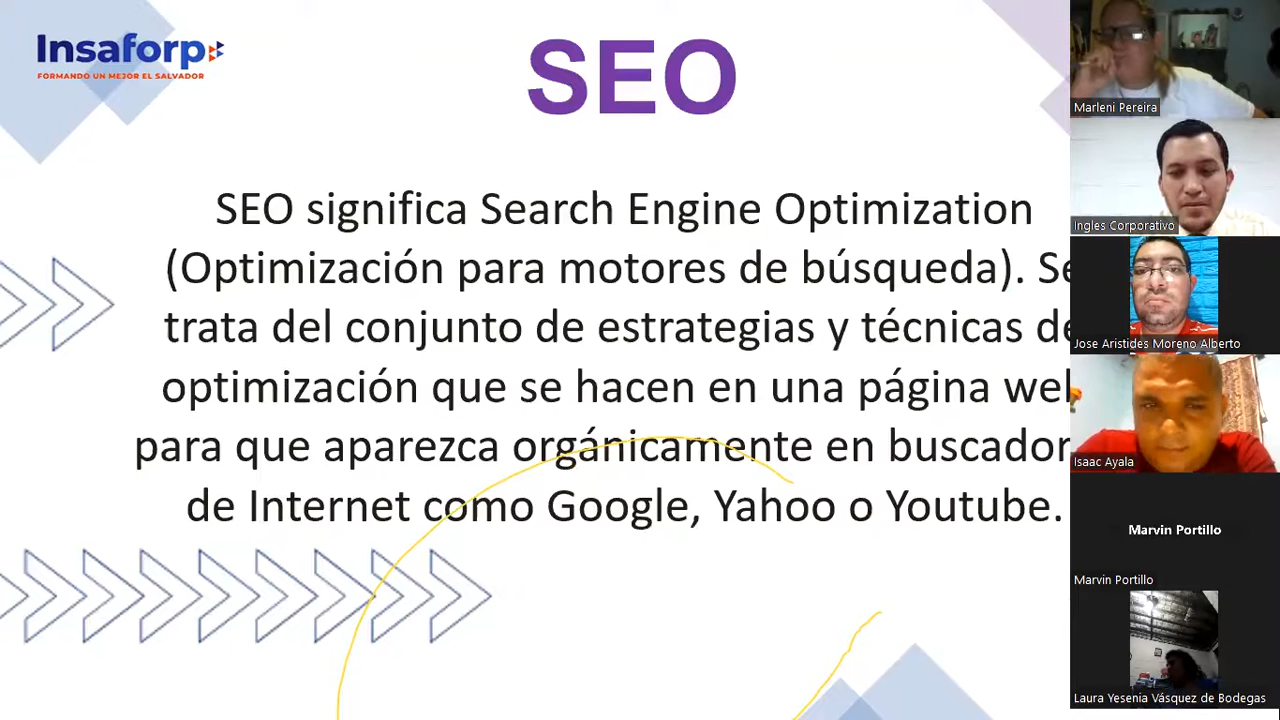 Insaforp
FORMANDO UN MEJOR EL SALVADOR
SEO
SEO significa Search Engine Optimization
(Optimización para motores de búsqueda). Se
trata del conjunto de estrategias y técnicas de
optimización que se hacen en una página web
para que aparezca orgánicamente en buscador
de Internet como Google, Yahoo o Youtube.
Marleni Pereira
Ingles Corporativo
Jose Aristides Moreno Alberto
Isaac Ayala
Marvin Portillo
Marvin Portillo
Laura Yesenia Vásquez de Bodegas